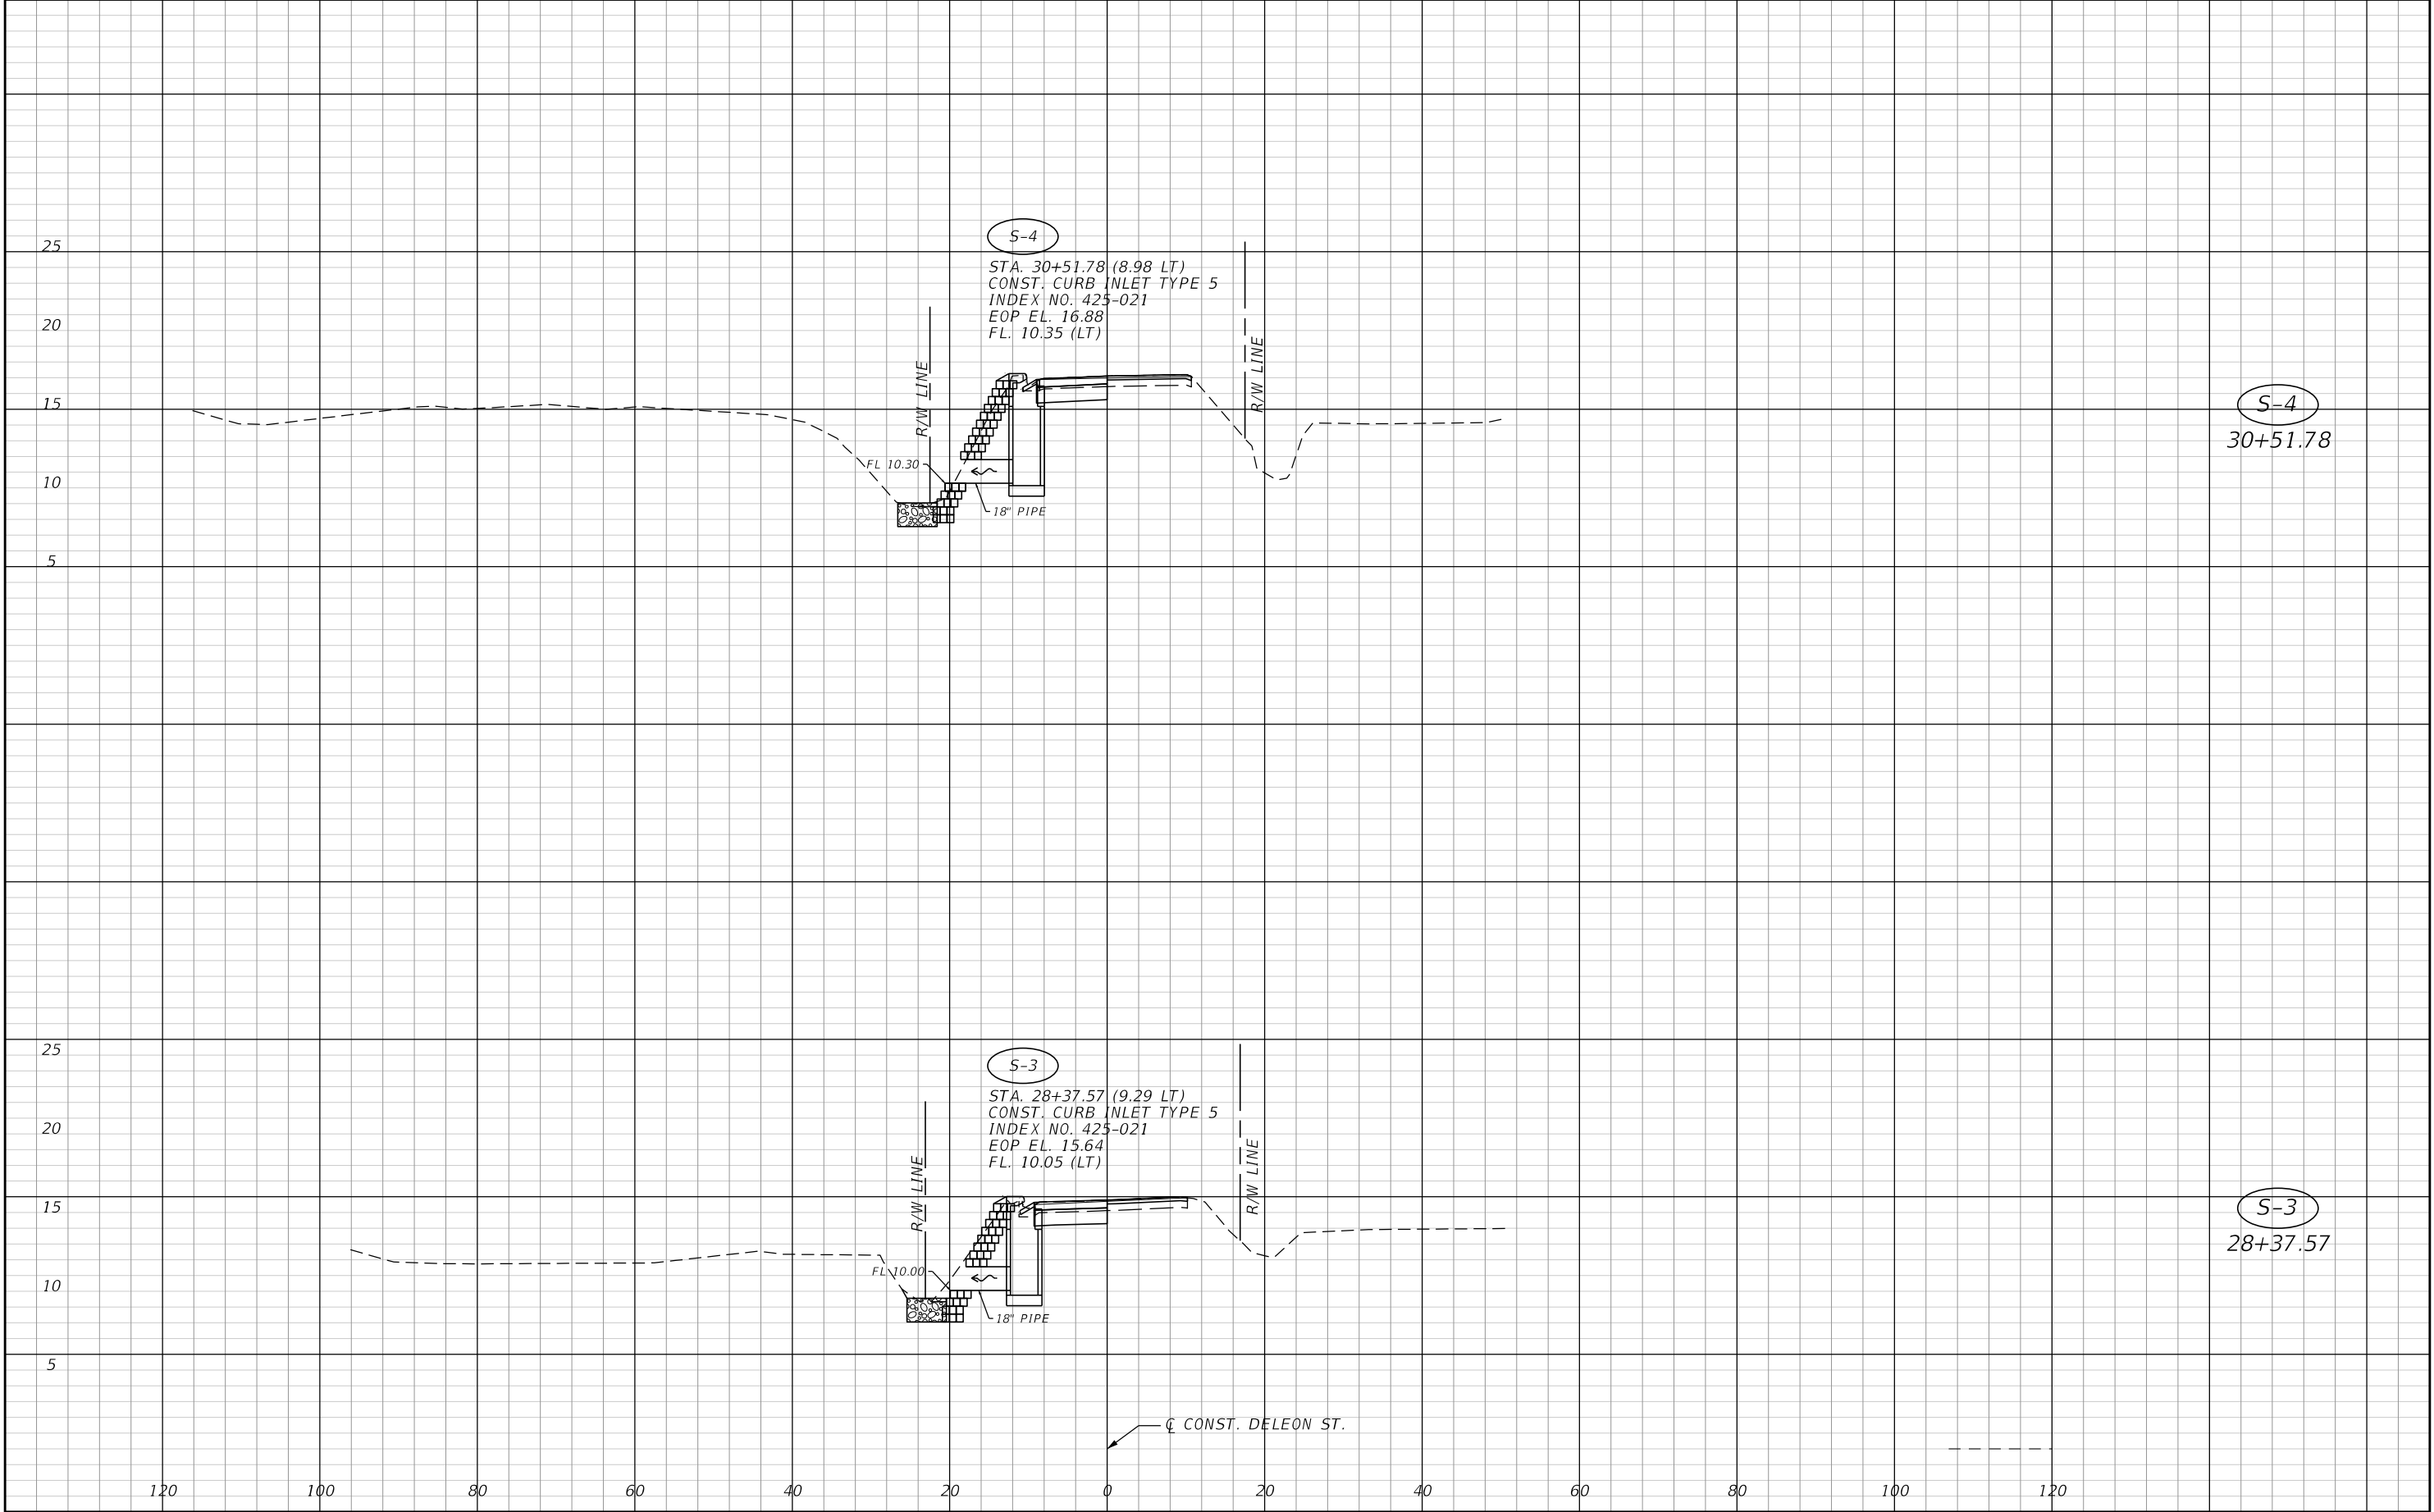 25
S-4
STA. 30+51.78 (8.98 LT)
CONST. CURB INLET TYPE 5
INDEX NO. 425-021
EOP EL. 16.88
FL. 10.35 (LT)
20
R/W LINE
R/W LINE
15
S-4
30+51.78
FL 10.30
10
18" PIPE
5
25
S-3
STA. 28+37.57 (9.29 LT)
CONST. CURB INLET TYPE 5
INDEX NO. 425-021
EOP EL. 15.64
FL. 10.05 (LT)
20
R/W LINE
R/W LINE
15
S-3
28+37.57
FL 10.00
10
18" PIPE
5
℄ CONST. DELEON ST.
120 100 80 60 40 20 0 20 40 60 80 100 120